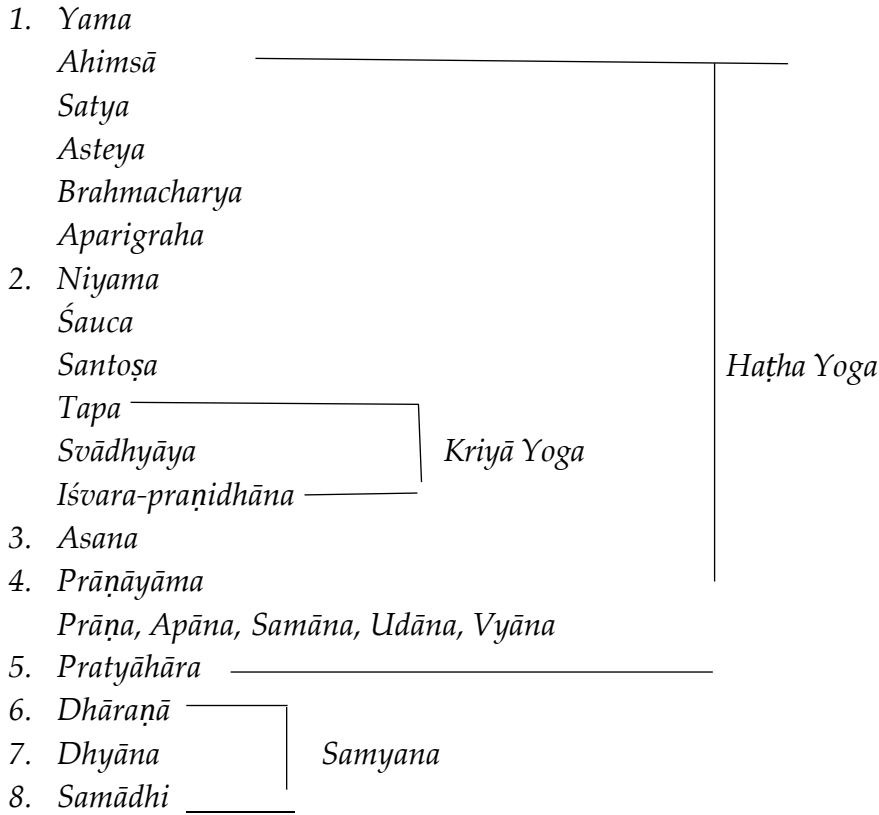 1. Yama
Ahimsā
Satya
Asteya
Brahmacharya
Aparigraha
2. Niyama
Śauca
Santoṣa Haṭha Yoga
Tapa
Svādhyāya Kriyā Yoga
Iśvara-praṇidhāna
3. Asana
4. Prāṇāyāma
Prāṇa, Apāna, Samāna, Udāna, Vyāna
5. Pratyāhāra
6. Dhāraṇā
7. Dhyāna Samyana
8. Samādhi